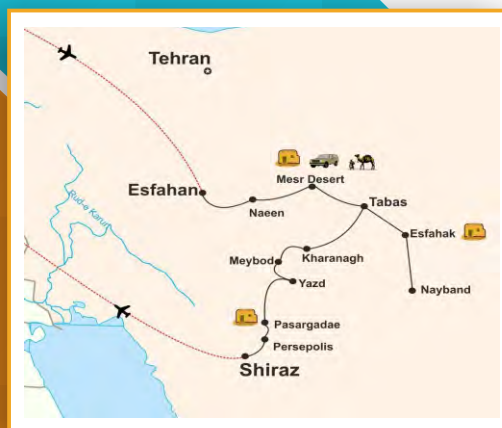 Tehran
Mesr Desert
Esfahan
Naeen
Tabas
Rud-e Karun
Esfahak
Meybod
Kharanagh
Yazd
Nayband
Pasargadae
Persepolis
Shiraz